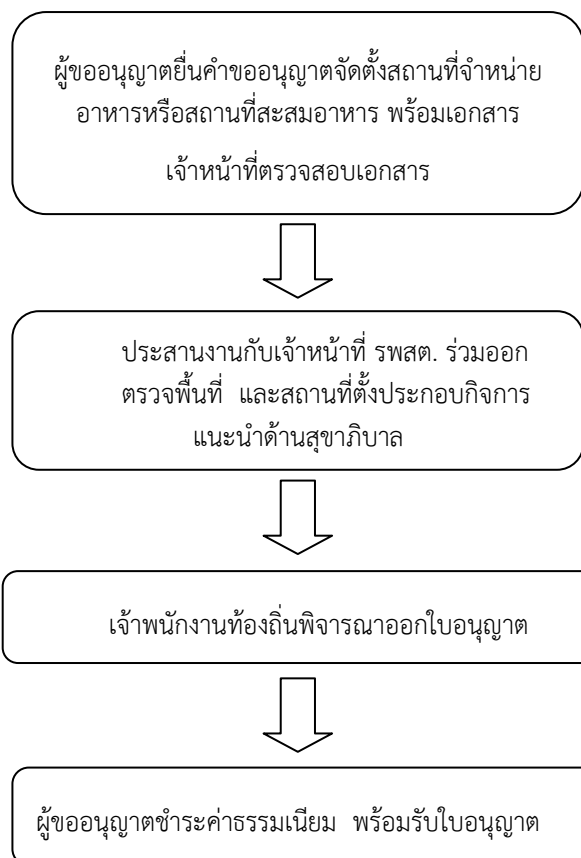 ผู้ขออนุญาตยื่นคำขออนุญาตจัดตั้งสถานที่จำหน่าย
อาหารหรือสถานที่สะสมอาหาร พร้อมเอกสาร
เจ้าหน้าที่ตรวจสอบเอกสาร
ประสานงานกับเจ้าหน้าที่ รพสต. ร่วมออก
ตรวจพื้นที่ และสถานที่ตั้งประกอบกิจการ
แนะนำด้านสุขาภิบาล
เจ้าพนักงานท้องถิ่นพิจารณาออกใบอนุญาต
ผู้ขออนุญาตชำระค่าธรรมเนียม พร้อมรับใบอนุญาต